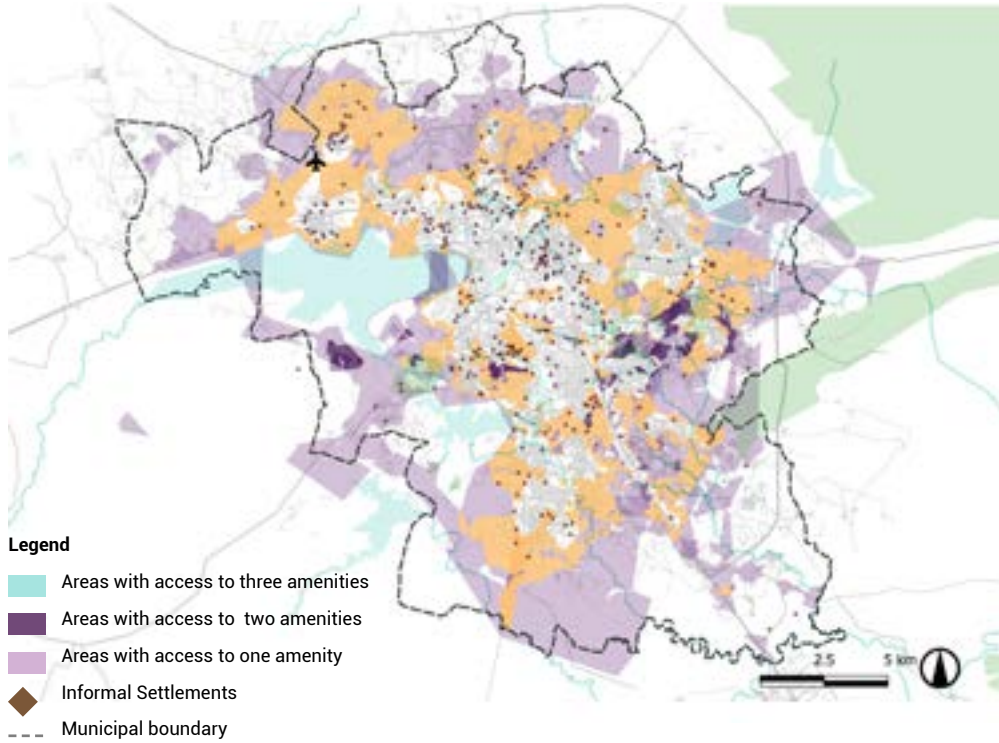 Legend
Areas with access to three amenities
Areas with access to two amenities
Areas with access to one amenity
Informal Settlements
Municipal boundary
2.5 5 km